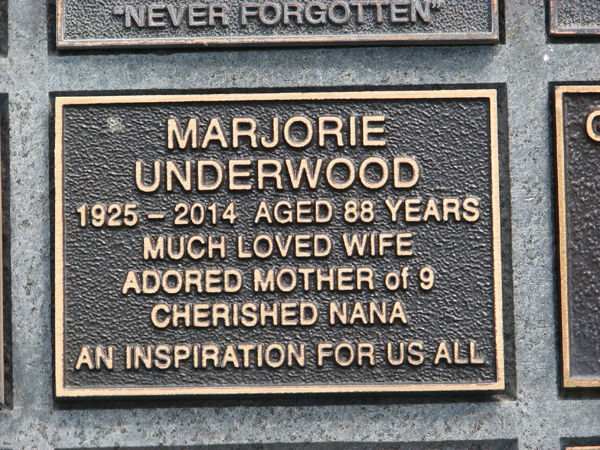 "NEVER FORGOTTEN"
MARJORIE
UNDERWOOD
1925 – 2014 AGED 88 YEARS
MUCH LOVED WIFE
ADORED MOTHER of 9
CHERISHED NANA
AN INSPIRATION FOR US ALL